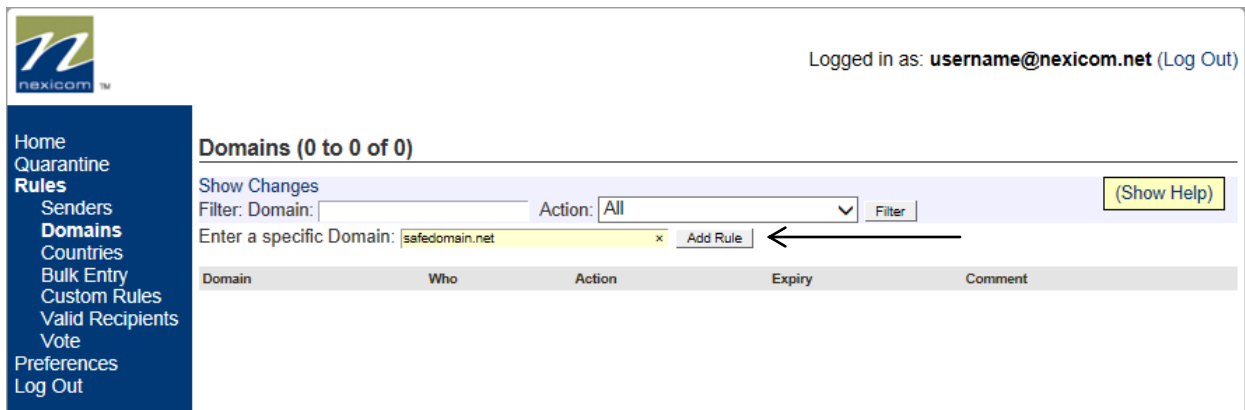 nexicom TM
Logged in as: username@nexicom.net (Log Out)
Home
Quarantine
Rules
Senders
Domains
Countries
Bulk Entry
Custom Rules
Valid Recipients
Vote
Preferences
Log Out
Domains (0 to 0 of 0)
Show Changes
(Show Help)
Filter: Domain: Action: All Filter
Enter a specific Domain: safedomain.net × Add Rule
Domain Who Action Expiry Comment